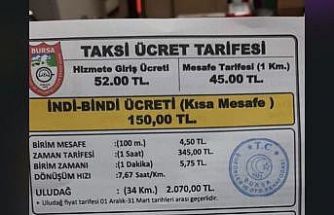 BURSA
TAKSİ ÜCRET TARİFESİ
Hizmete Giriş Ücreti
52.00 TL.
Mesafe Tarifesi (1 Km.)
45.00 TL.
İNDİ-BİNDİ ÜCRETİ (Kısa Mesafe )
150,00 TL.
BİRİM MESAFE :(100 m.) 4,50 TL.
ZAMAN TARİFESİ :(1 Saat) 345,00 TL.
BİRİM ZAMANI :(1 Dakika) 5,75 TL.
DÖNÜŞÜM HIZI :7,67 Saat/Km.
ULUDAĞ :(34 Km.) 2.070,00 TL.
* Uludağ fiyat tarifesi 01 Aralık-31 Mart tarihleri arası geçerlidir.
T.C.
BURSA